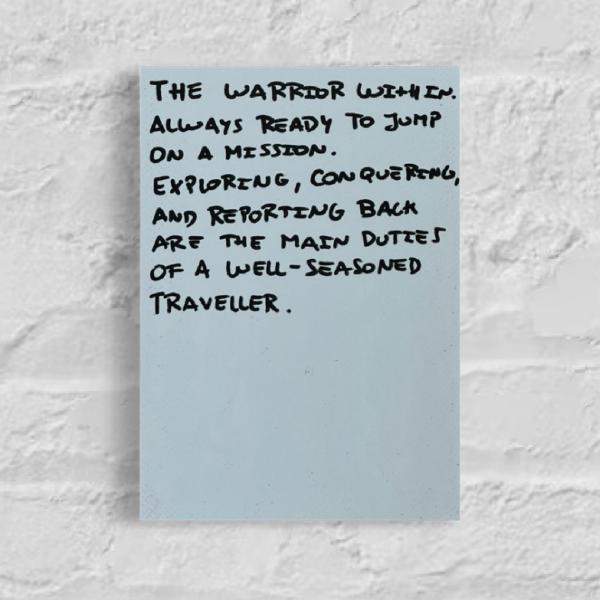 THE WARRIOR WITHIN.
ALWAYS READY TO JUMP
ON A MISSION.
EXPLORING, CONQUERING,
AND REPORTING BACK
ARE THE MAIN DUTIES
OF A WELL-SEASONED
TRAVELLER.